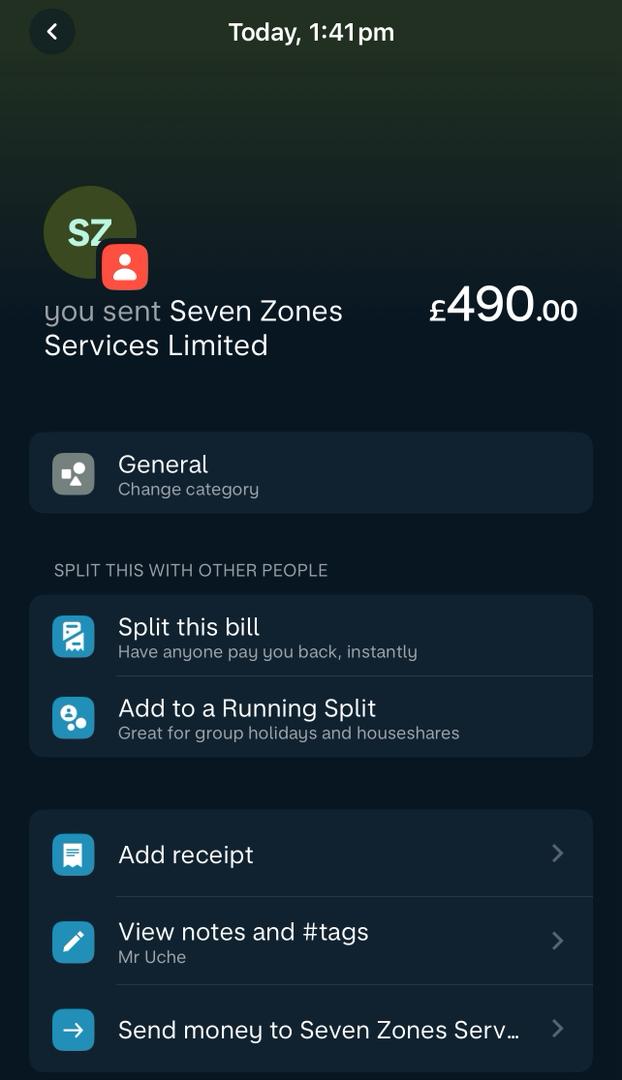 Today, 1:41pm
SZ
you sent Seven Zones
Services Limited
£490.00
General
Change category
SPLIT THIS WITH OTHER PEOPLE
Split this bill
Have anyone pay you back, instantly
Add to a Running Split
Great for group holidays and houseshares
Add receipt
View notes and #tags
Mr Uche
Send money to Seven Zones Serv...